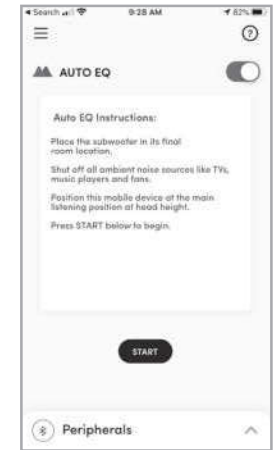 Search
9:28 AM
82%
AUTO EQ
Auto EQ Instructions:
Place the subwoofer in its final
room location.
Shut off all ambient noise sources like TVs,
music players and fans.
Position this mobile device at the main
listening position at head height.
Press START below to begin.
START
Peripherals